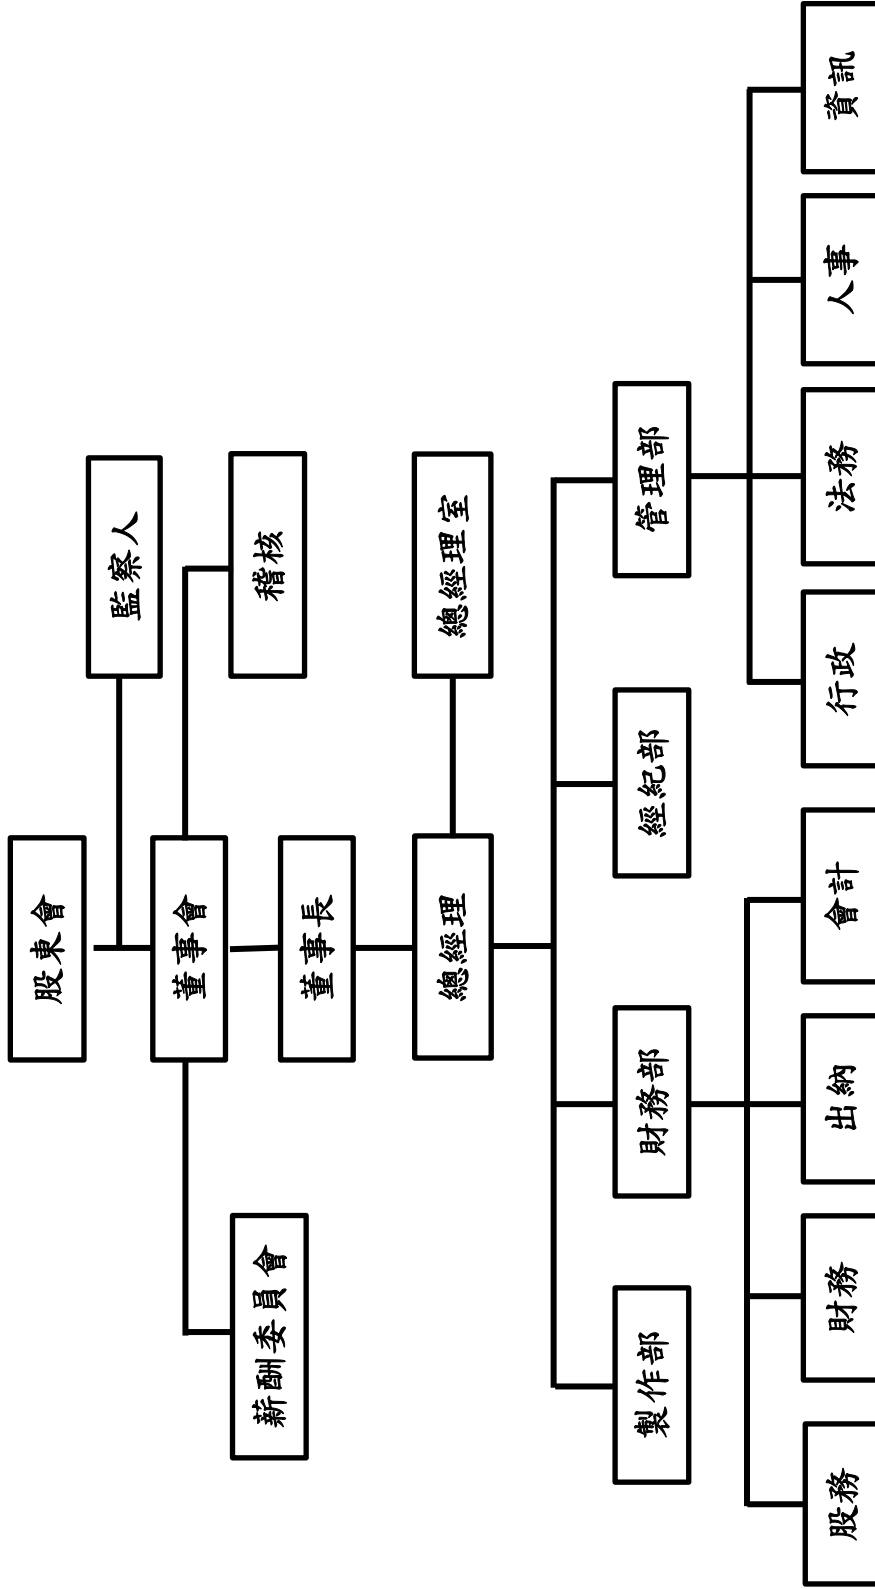 股東會
監察人
董事會
薪酬委員會
稽核
董事長
總經理
總經理室
製作部
財務部
經紀部
管理部
股務
財務
出納
會計
行政
法務
人事
資訊